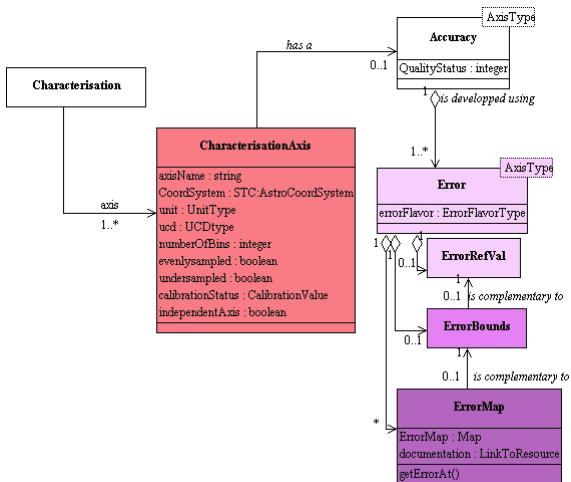 AxisType
Accuracy
has a
0..1
QualityStatus : integer
Characterisation
1
is developped using
CharacterisationAxis
1..*
AxisType
axisName : string
Error
CoordSystem : STC:AstroCoordSystem
axis
unit : UnitType
errorFlavor : ErrorFlavorType
1..*
ucd : UCDtype
numberOfBins : integer
1
1
1
evenlysampled : boolean
0..1
ErrorRefVal
undersampled : boolean
1
calibrationStatus : CalibrationValue
0..1
is complementary to
independentAxis : boolean
ErrorBounds
0..1
1
0..1
is complementary to
ErrorMap
*
ErrorMap : Map
documentation : LinkToResource
getErrorAt()